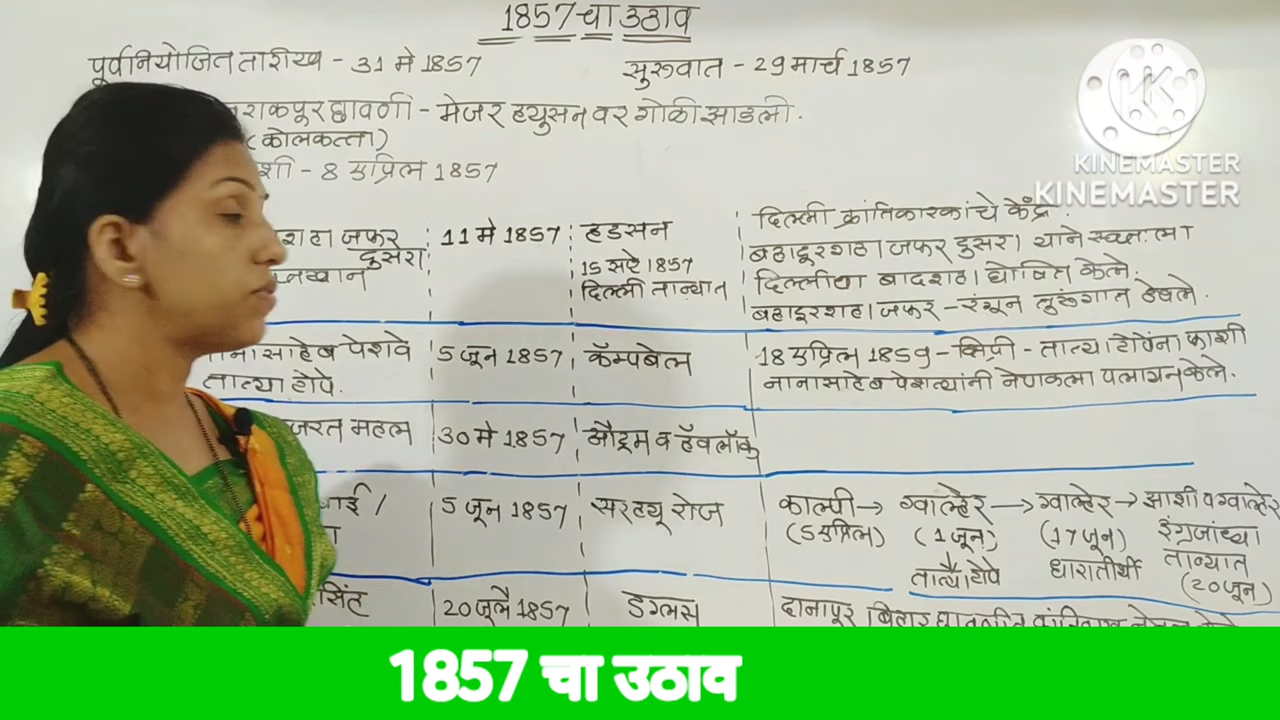 1857 चा उठाव
पूर्वनियोजित तारीख - 31 मे 1857
सुरुवात - 29 मार्च 1857
राकपूर छावणी - मेजर ह्युसन वर गोळी झाडली.
(कोलकत्ता)
शी - 8 एप्रिल 1857
शहा जफर दुसरा
11 मे 1857
हडसन
15 सप्टे 1857
दिल्ली ताब्यात
दिल्ली क्रांतिकारकांचे केंद्र.
बहादूरशहा जफर दुसरा याने स्वतःला
दिल्लीचा बादशहा घोषित केले.
बहादूरशहा जफर - रंगून तुरुंगात ठेवले.
नानासाहेब पेशवे
तात्या टोपे.
5 जून 1857
कॅम्पबेल
18 एप्रिल 1859 - क्षिप्री - तात्या टोपेंना फाशी
नानासाहेब पेशव्यांनी नेपाळला पलायन केले.
जरत महल
30 मे 1857
औट्रम व हॅवलॉक
बाई /
5 जून 1857
सर ह्यू रोज
काल्पी → ग्वाल्हेर → ग्वाल्हेर → झाशी व ग्वाल्हेर
(5 एप्रिल) (1 जून) (17 जून) इंग्रजांच्या
तात्या टोपे धारातीर्थी ताब्यात
(20 जून)
सिंह
20 जुलै 1857
डग्लस
दानापूर बिहार छावणीत
KINEMASTER
KINEMASTER
1857 चा उठाव